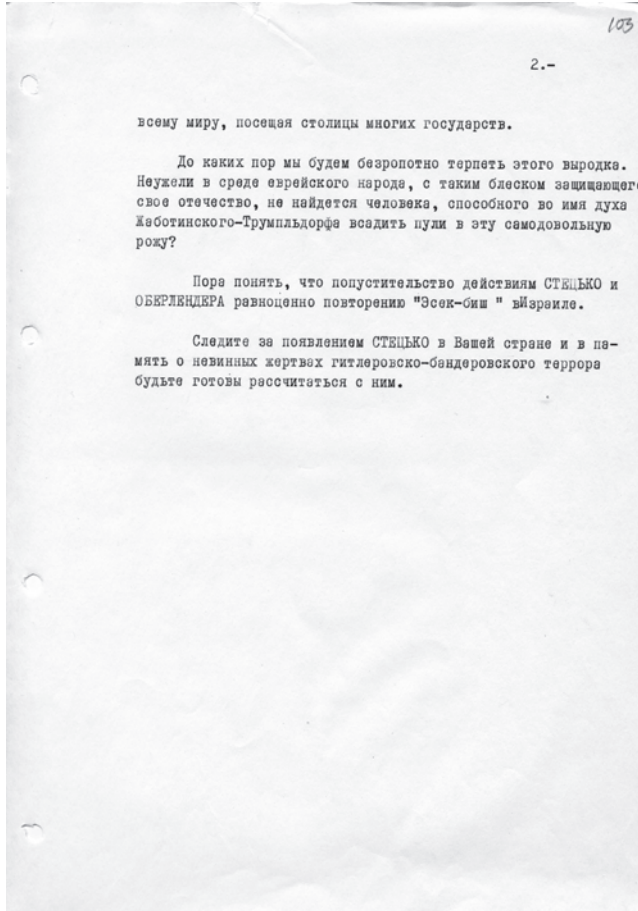 103
2.-
всему миру, посещая столицы многих государств.
До каких пор мы будем безропотно терпеть этого выродка.
Неужели в среде еврейского народа, с таким блеском защищающег
свое отечество, не найдется человека, способного во имя духа
Жаботинского-Трумпльдорфа всадить пули в эту самодовольную
рожу?
Пора понять, что попустительство действиям СТЕЦЬКО и
ОБЕРЛЕНДЕРА равноценно повторению "Эсек-биш " вИзраиле.
Следите за появлением СТЕЦЬКО в Вашей стране и в па-
мять о невинных жертвах гитлеровско-бандеровского террора
будьте готовы рассчитаться с ним.